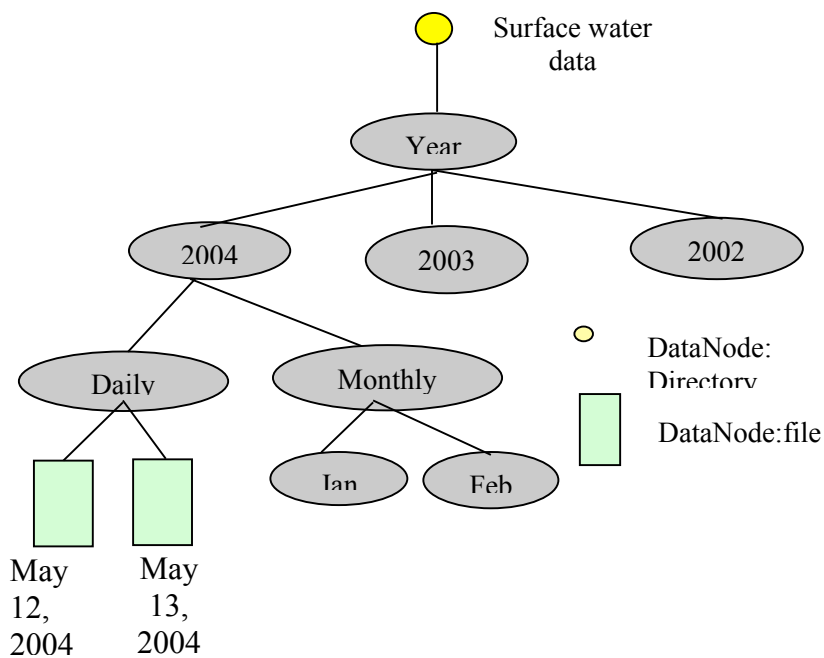 Surface water
data
Year
2004
2003
2002
Daily
Monthly
DataNode:
Directory
DataNode:file
Jan
Feb
May
12,
2004
May
13,
2004